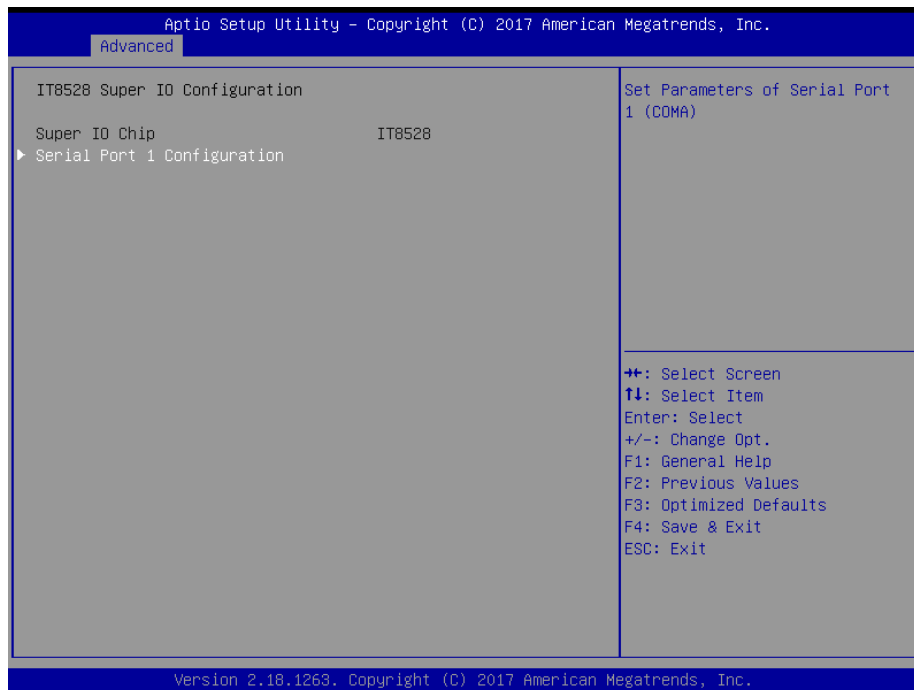 Aptio Setup Utility – Copyright (C) 2017 American Megatrends, Inc.
Advanced
IT8528 Super IO Configuration
Super IO Chip IT8528
Serial Port 1 Configuration
Set Parameters of Serial Port
1 (COMA)
→←: Select Screen
↑↓: Select Item
Enter: Select
+/-: Change Opt.
F1: General Help
F2: Previous Values
F3: Optimized Defaults
F4: Save & Exit
ESC: Exit
Version 2.18.1263. Copyright (C) 2017 American Megatrends, Inc.